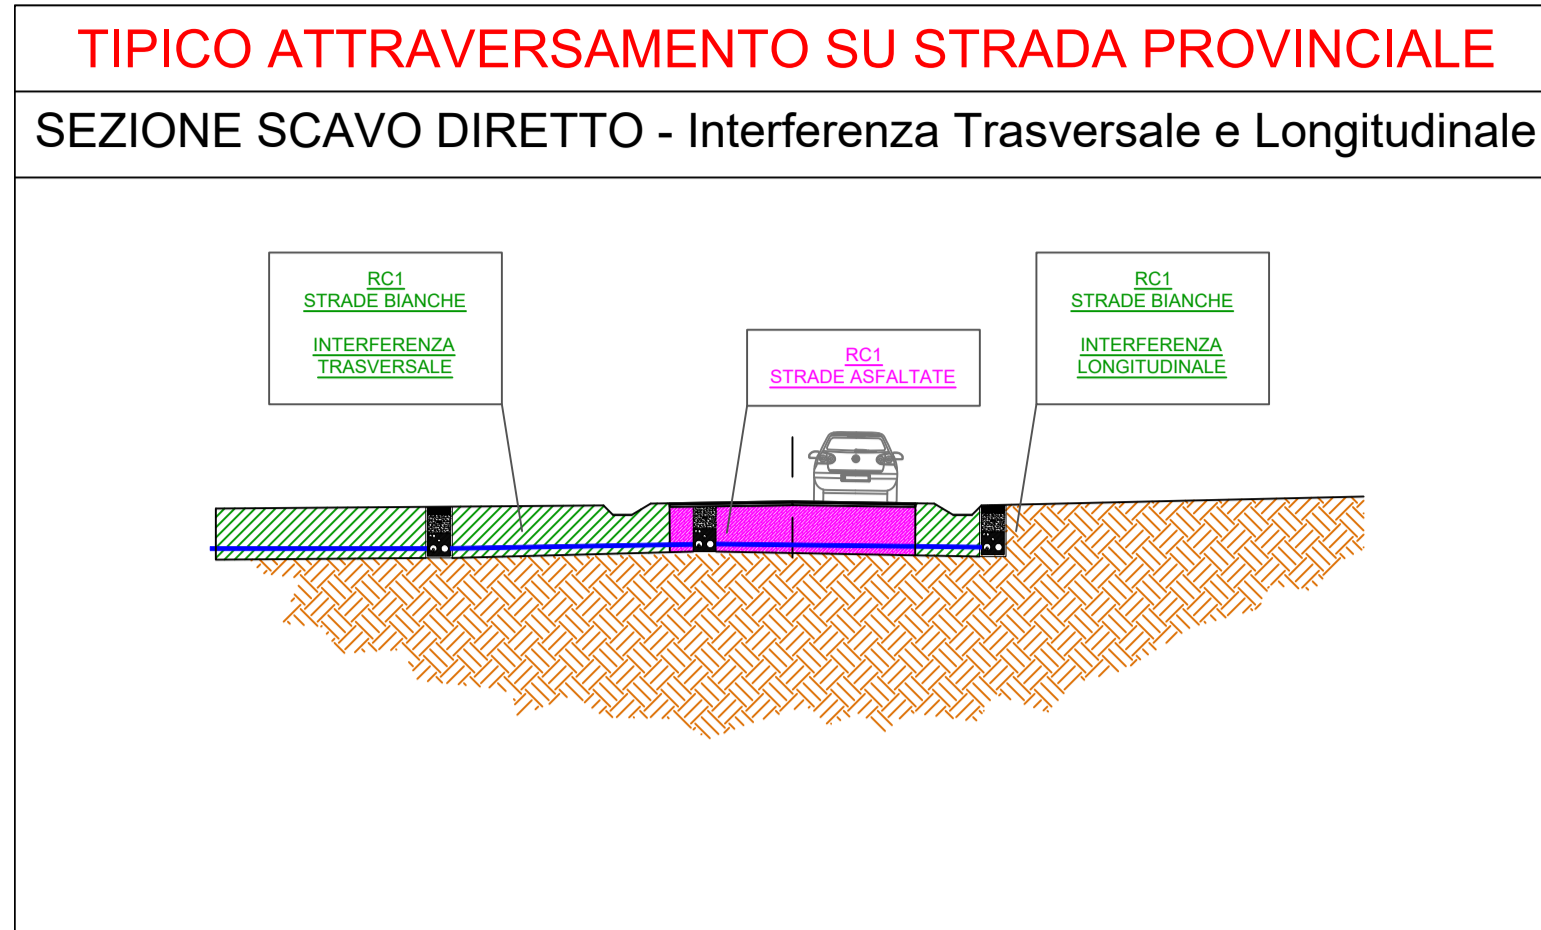 TIPICO ATTRAVERSAMENTO SU STRADA PROVINCIALE
SEZIONE SCAVO DIRETTO - Interferenza Trasversale e Longitudinale
RC1
STRADE BIANCHE
INTERFERENZA
TRASVERSALE
RC1
STRADE ASFALTATE
RC1
STRADE BIANCHE
INTERFERENZA
LONGITUDINALE